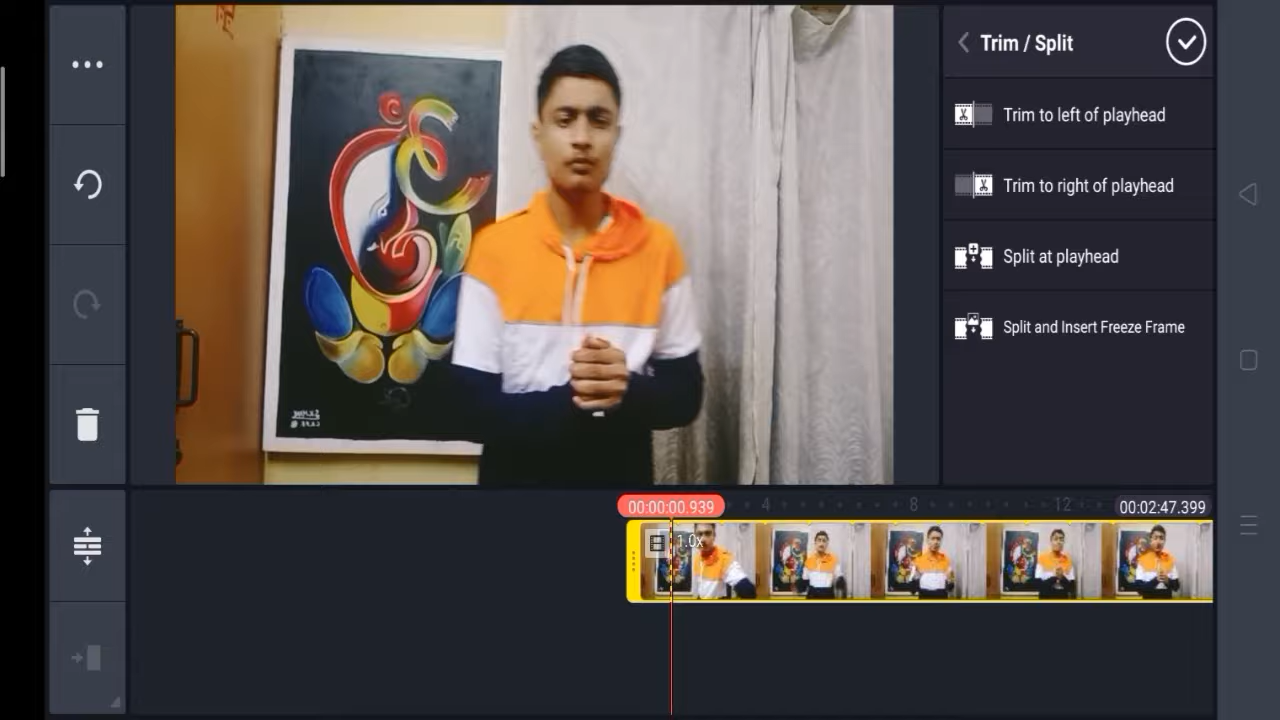 Trim / Split
Trim to left of playhead
Trim to right of playhead
Split at playhead
Split and Insert Freeze Frame
00:00:00.939
4
8
12
00:02:47.399
1.0x